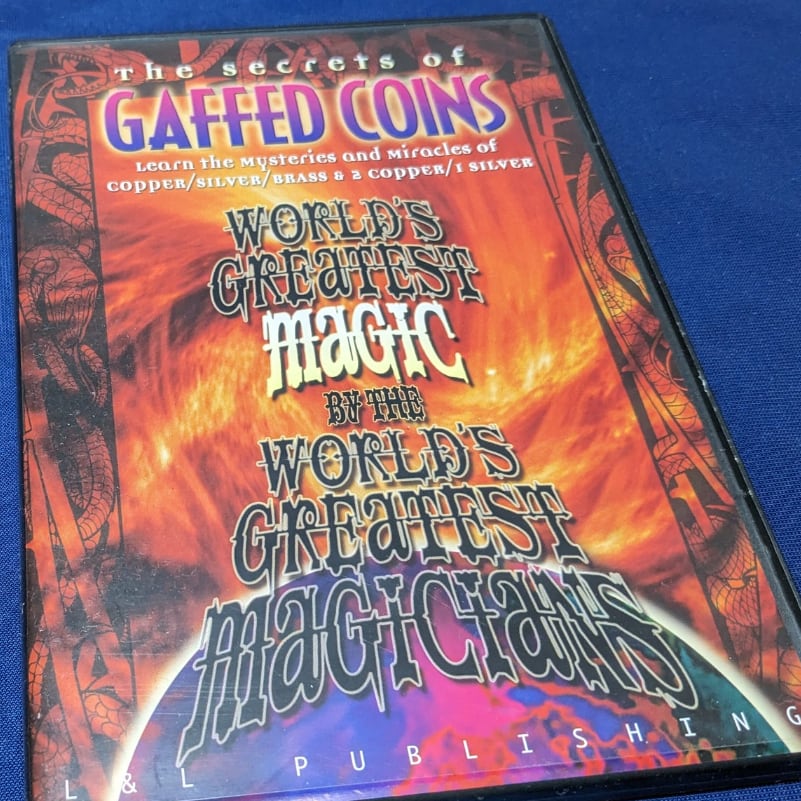 The secrets of
GAFFED COINS
Learn the Mysteries and Miracles of
COPPER/SILVER/BRASS & 2 COPPER/1 SILVER
WORLD'S
GREATEST
MAGIC
BY THE
WORLD'S
GREATEST
MAGICIANS
L&L PUBLISHING